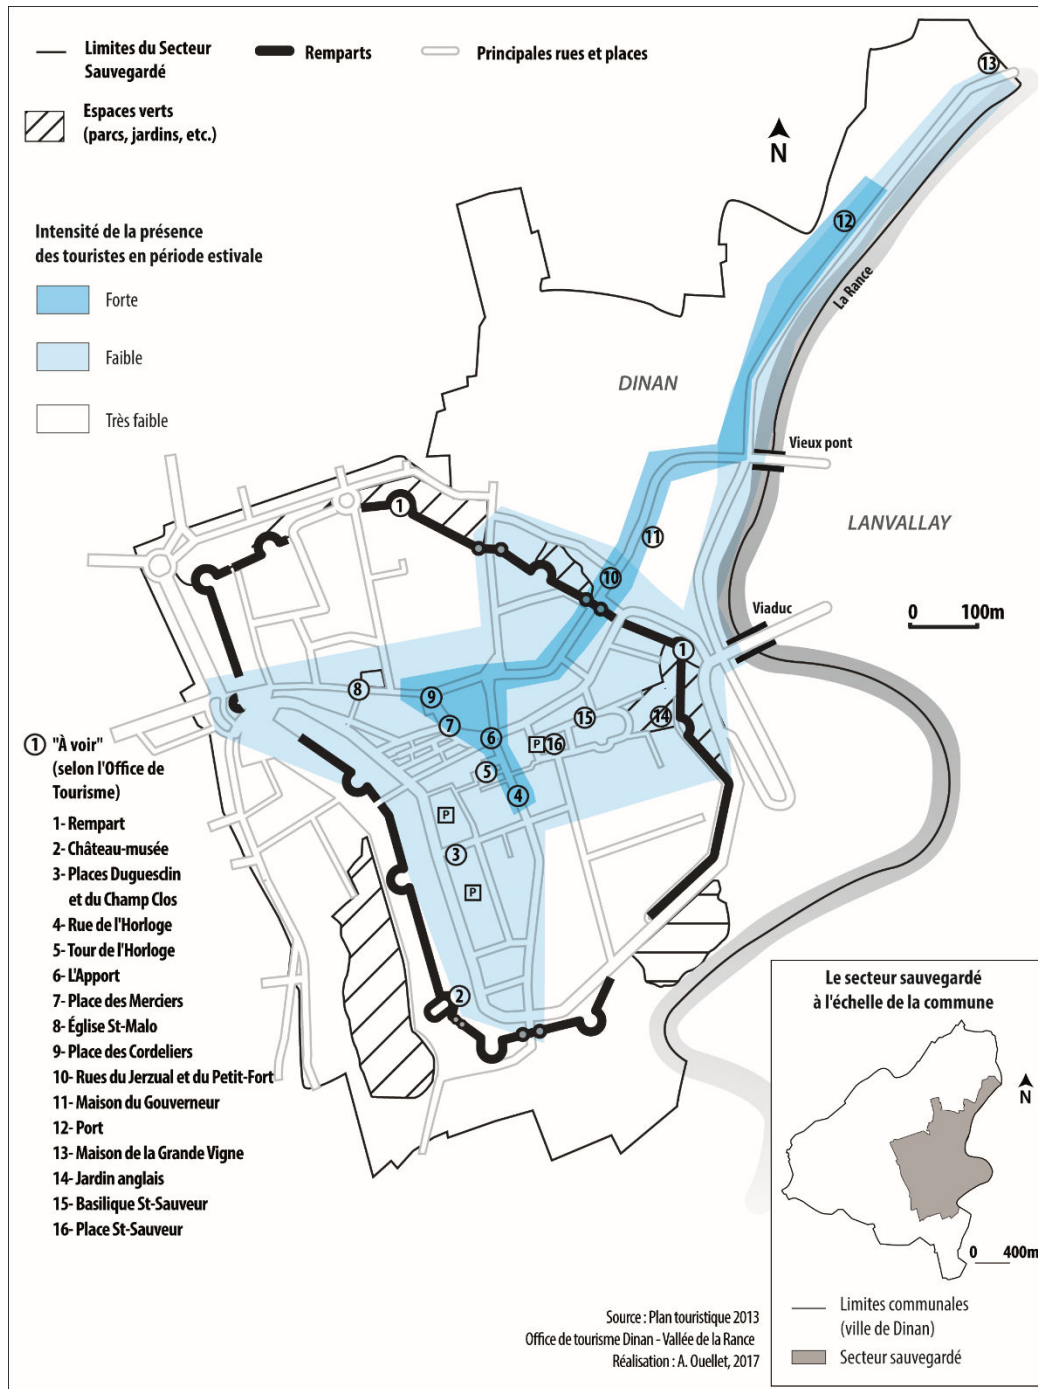 Limites du Secteur
Sauvegardé
Remparts
Principales rues et places
Espaces verts
(parcs, jardins, etc.)
N
Intensité de la présence
des touristes en période estivale
Forte
Faible
Très faible
13
12
La Rance
DINAN
Vieux pont
LANVALLAY
1
11
10
0 100m
Viaduc
1
8
9
7
6
15
14
P
16
5
4
P
3
P
2
1 "À voir"
(selon l'Office de
Tourisme)
1- Rempart
2- Château-musée
3- Places Duguesclin
et du Champ Clos
4- Rue de l'Horloge
5- Tour de l'Horloge
6- L'Apport
7- Place des Merciers
8- Église St-Malo
9- Place des Cordeliers
10- Rues du Jerzual et du Petit-Fort
11- Maison du Gouverneur
12- Port
13- Maison de la Grande Vigne
14- Jardin anglais
15- Basilique St-Sauveur
16- Place St-Sauveur
Le secteur sauvegardé
à l'échelle de la commune
N
0 400m
Limites communales
(ville de Dinan)
Secteur sauvegardé
Source : Plan touristique 2013
Office de tourisme Dinan - Vallée de la Rance
Réalisation : A. Ouellet, 2017